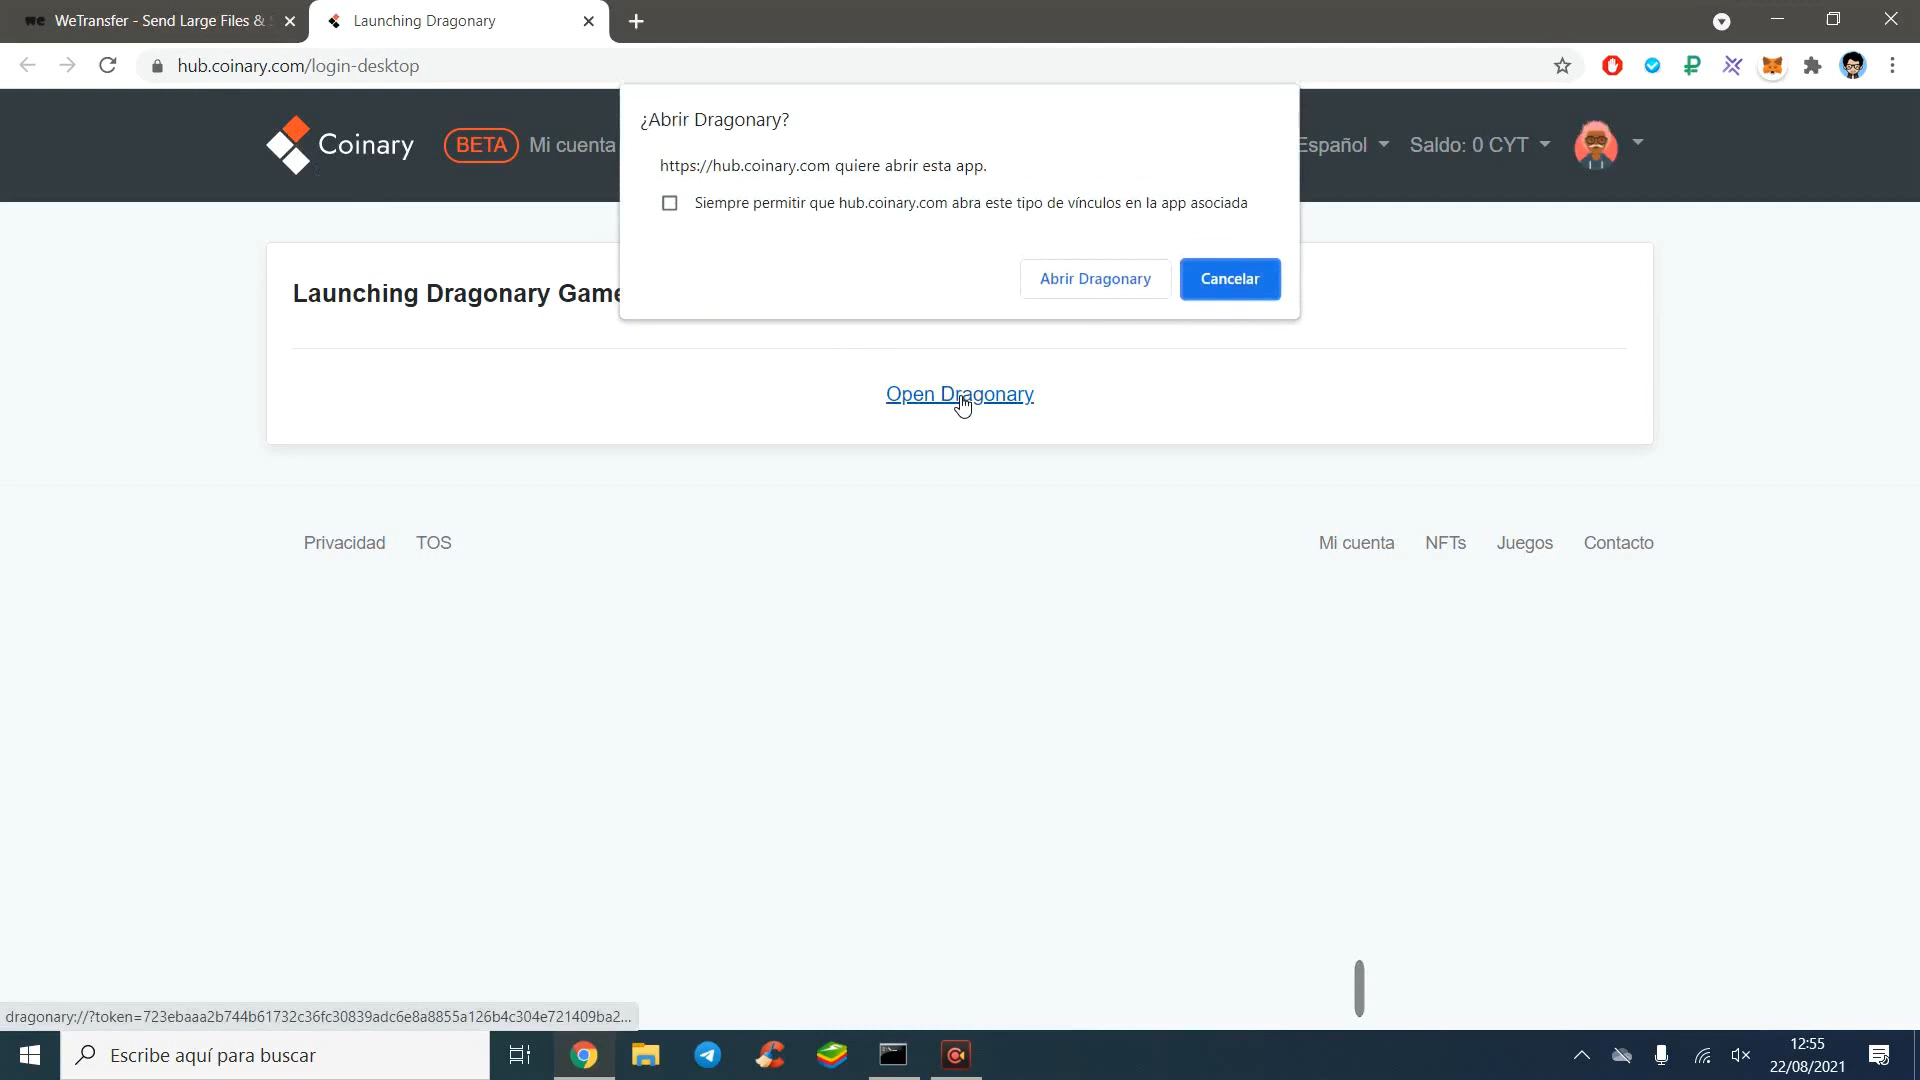 WeTransfer - Send Large Files &
Launching Dragonary
hub.coinary.com/login-desktop
¿Abrir Dragonary?
https://hub.coinary.com quiere abrir esta app.
Siempre permitir que hub.coinary.com abra este tipo de vínculos en la app asociada
Abrir Dragonary
Cancelar
Coinary
BETA
Mi cuenta
Español
Saldo: 0 CYT
Launching Dragonary Game
Open Dragonary
Privacidad
TOS
Mi cuenta
NFTs
Juegos
Contacto
dragonary://?token=723ebaaa2b744b61732c36fc30839adc6e8a8855a126b4c304e721409ba2...
Escribe aquí para buscar
12:55
22/08/2021